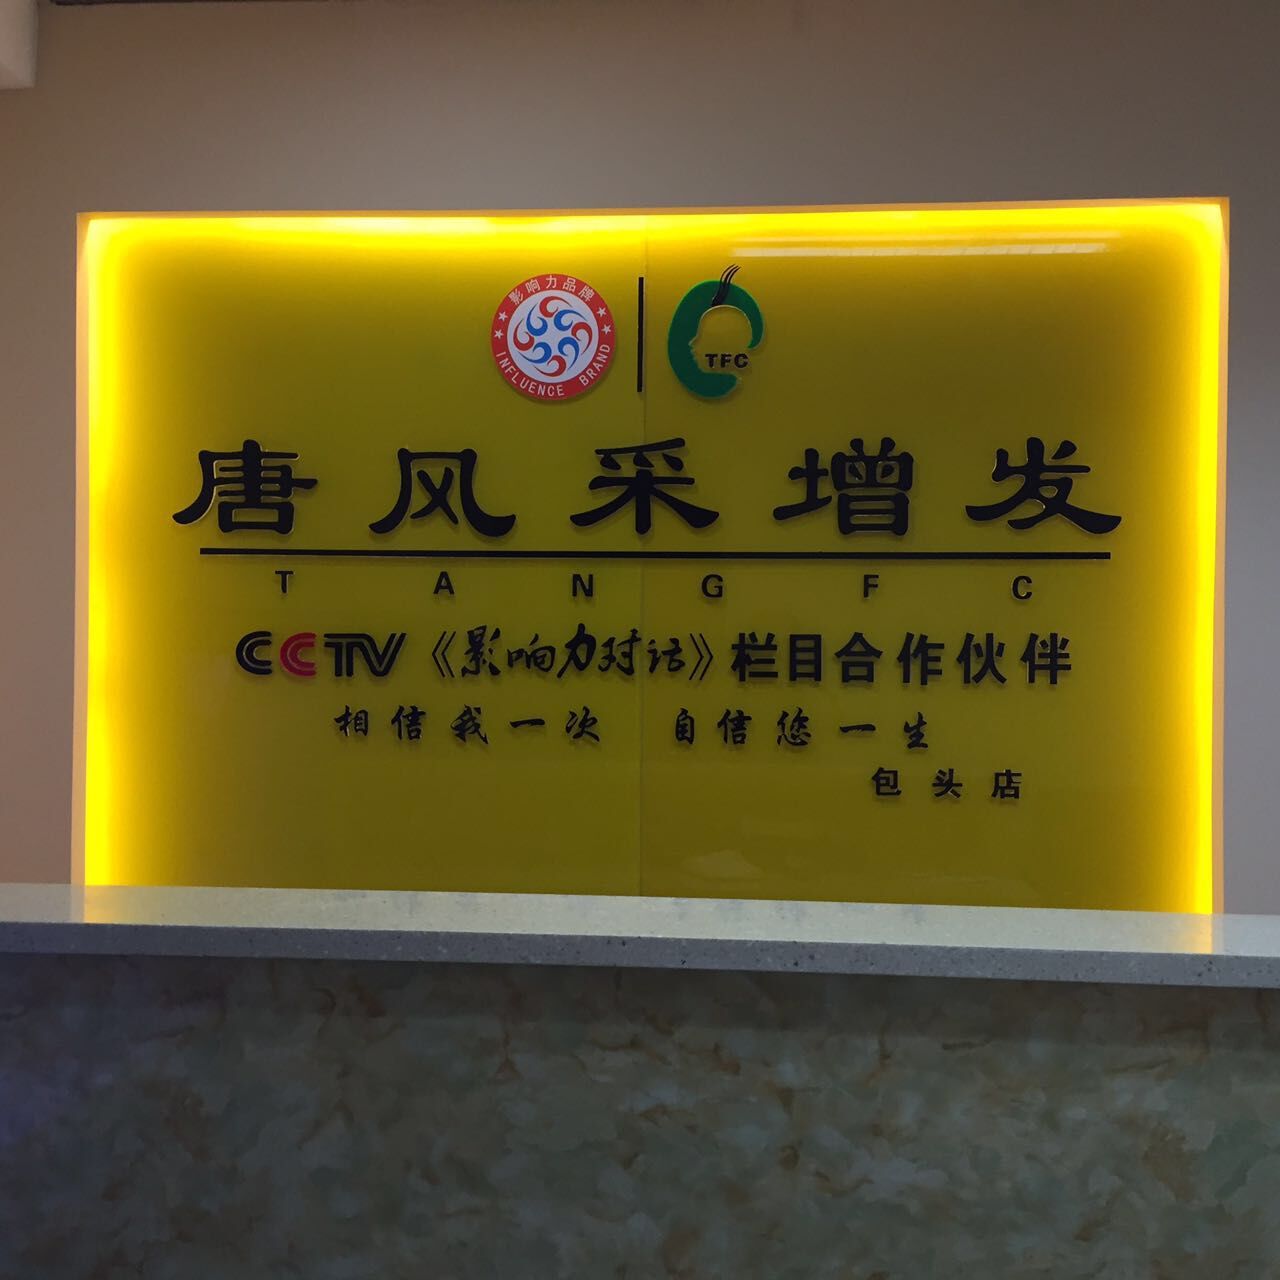 影响力品牌
INFLUENCE BRAND
TFC
唐风采增发
TANGFC
CCTV《影响力对话》栏目合作伙伴
相信我一次 自信您一生
包头店